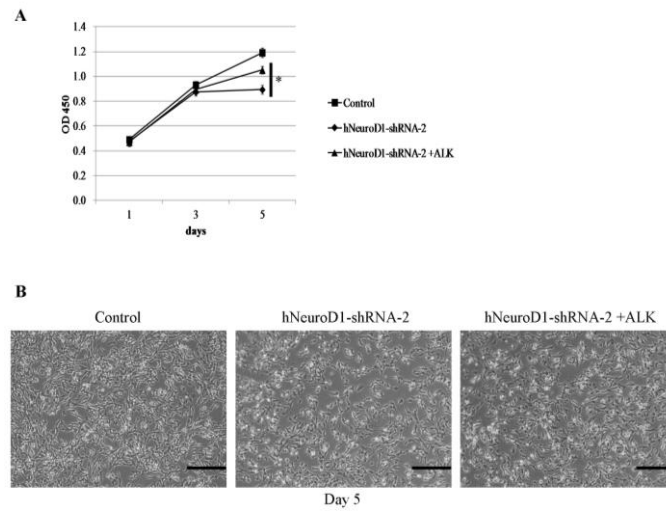 A
1.4
1.2
1.0
0.8
0.6
0.4
0.2
0.0
OD 450
1 3 5
days
*
Control
hNeuroD1-shRNA-2
hNeuroD1-shRNA-2 +ALK
B
Control hNeuroD1-shRNA-2 hNeuroD1-shRNA-2 +ALK
Day 5